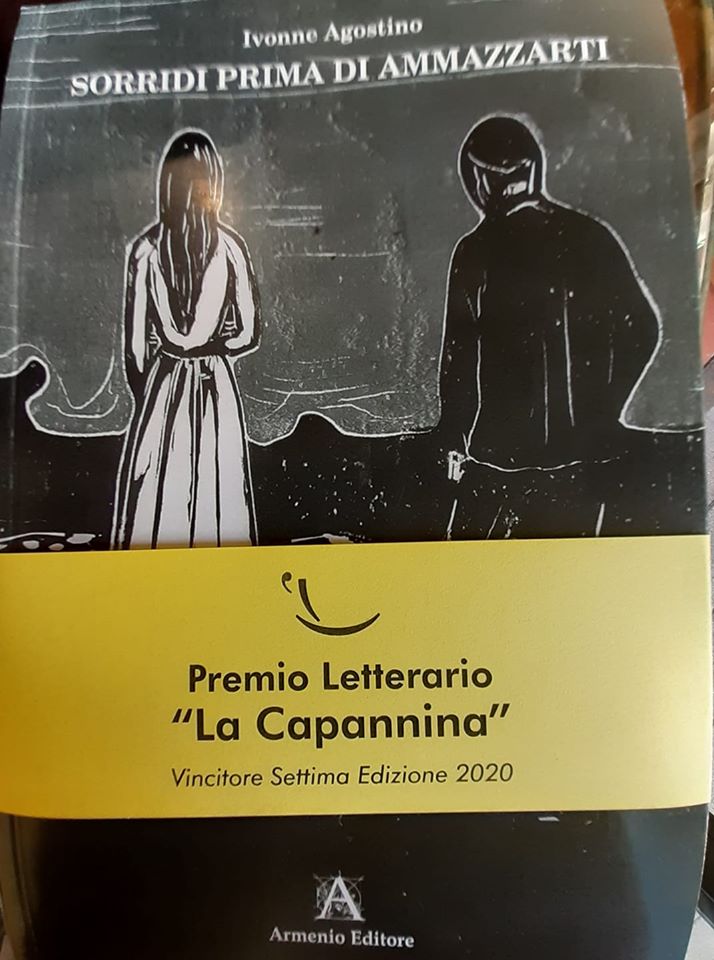 Ivonne Agostino
SORRIDI PRIMA DI AMMAZZARTI
Premio Letterario
“La Capannina”
Vincitore Settima Edizione 2020
A
Armenio Editore